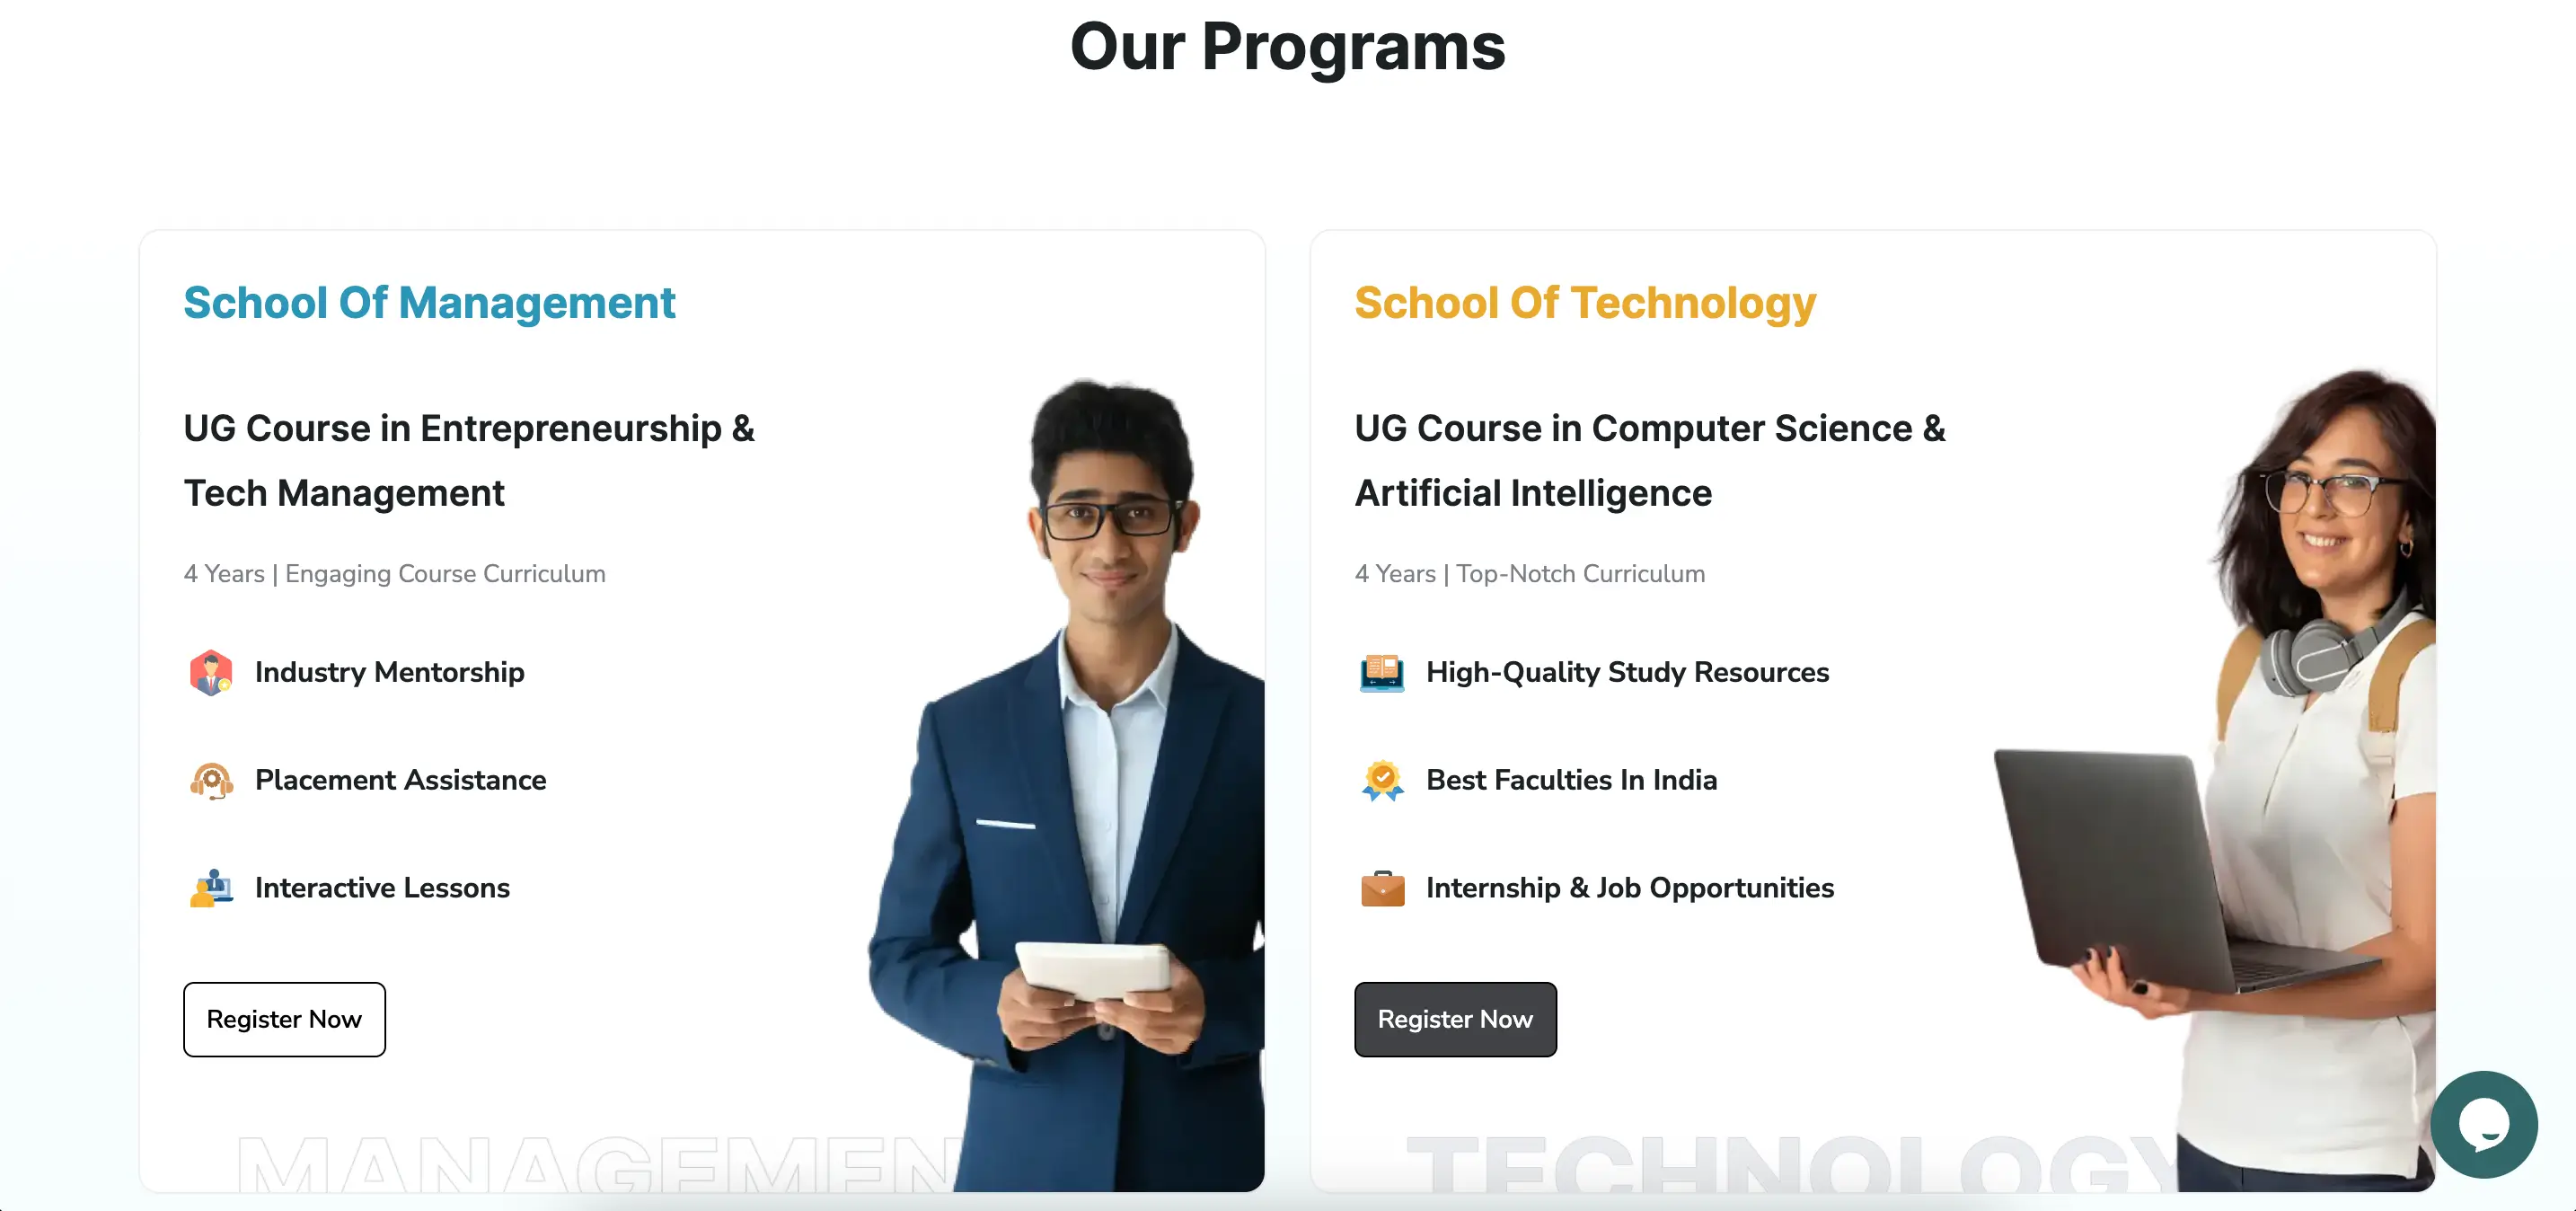 Our Programs
School Of Management
UG Course in Entrepreneurship &
Tech Management
4 Years | Engaging Course Curriculum
Industry Mentorship
Placement Assistance
Interactive Lessons
Register Now
MANAGEMEN
School Of Technology
UG Course in Computer Science &
Artificial Intelligence
4 Years | Top-Notch Curriculum
High-Quality Study Resources
Best Faculties In India
Internship & Job Opportunities
Register Now
TECHNOLOGY